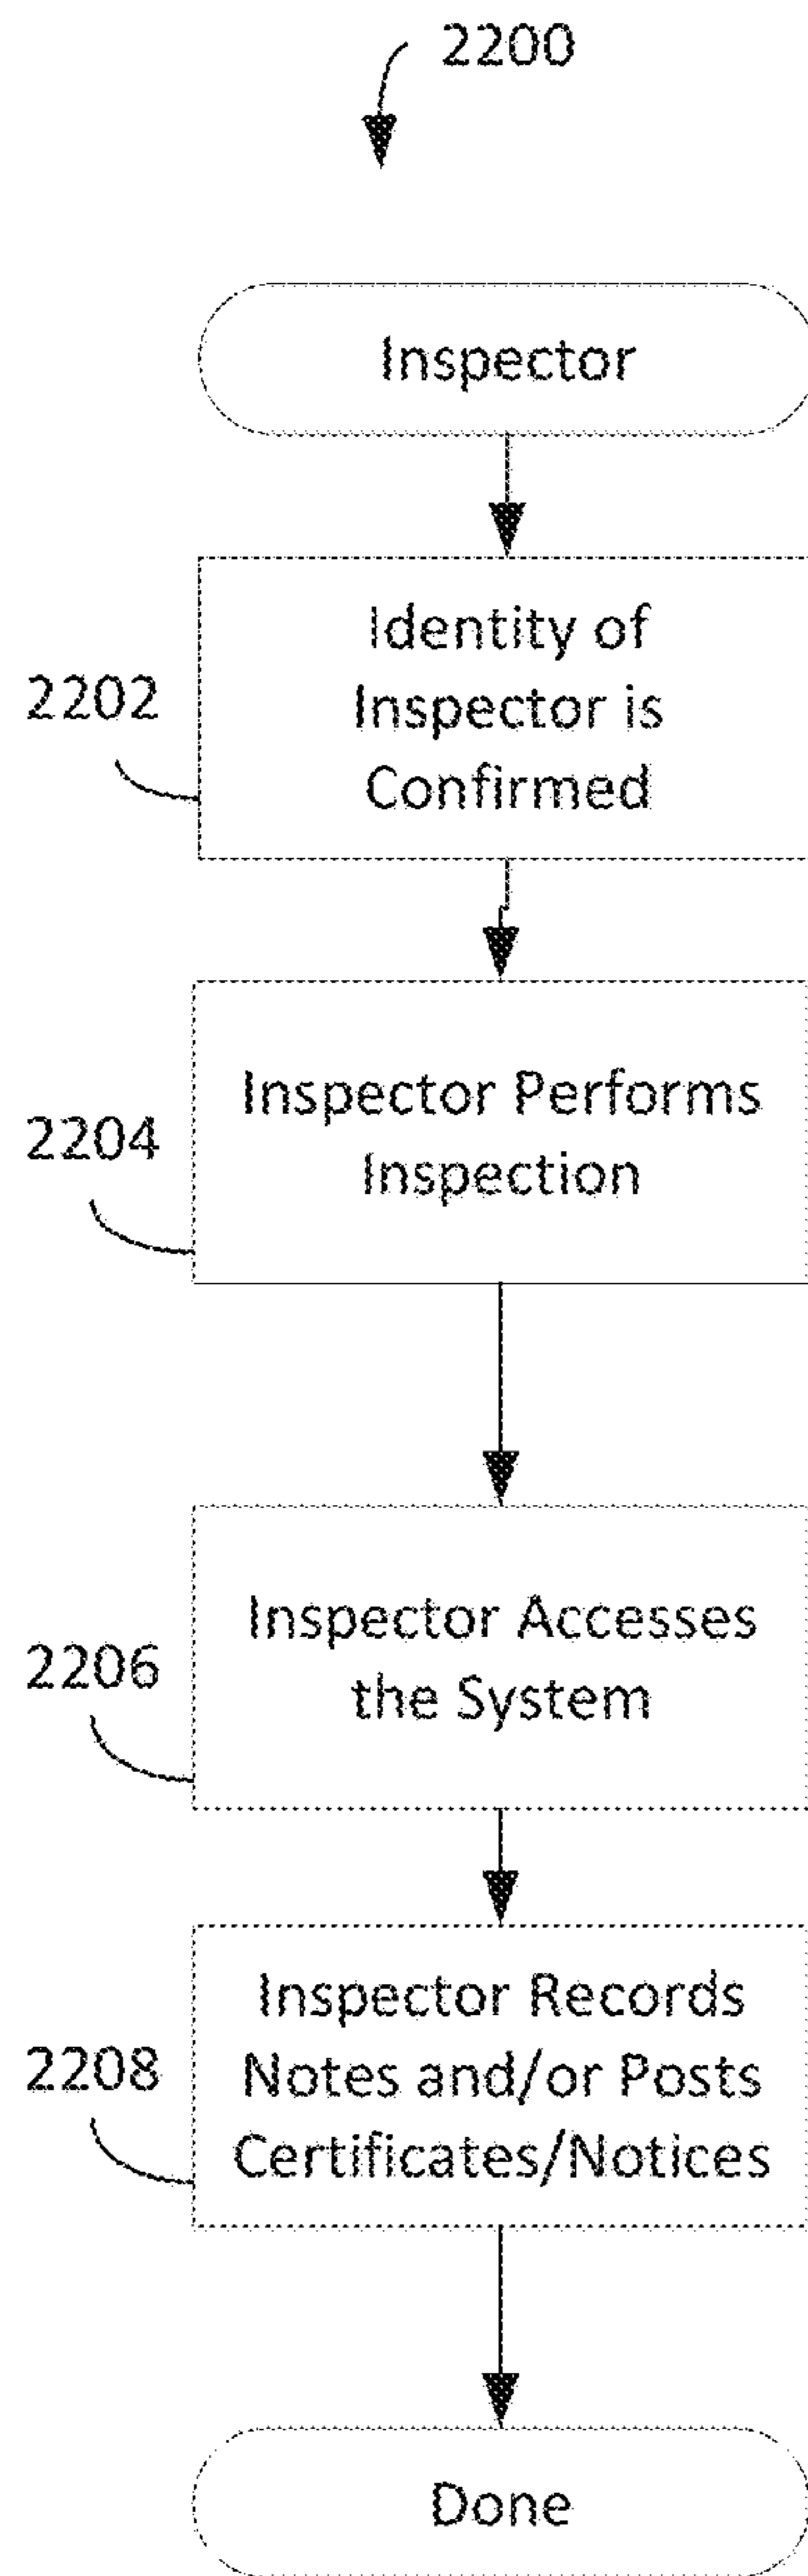 2200
Inspector
Identity of
Inspector is
Confirmed
2202
Inspector Performs
Inspection
2204
Inspector Accesses
the System
2206
Inspector Records
Notes and/or Posts
Certificates/Notices
2208
Done